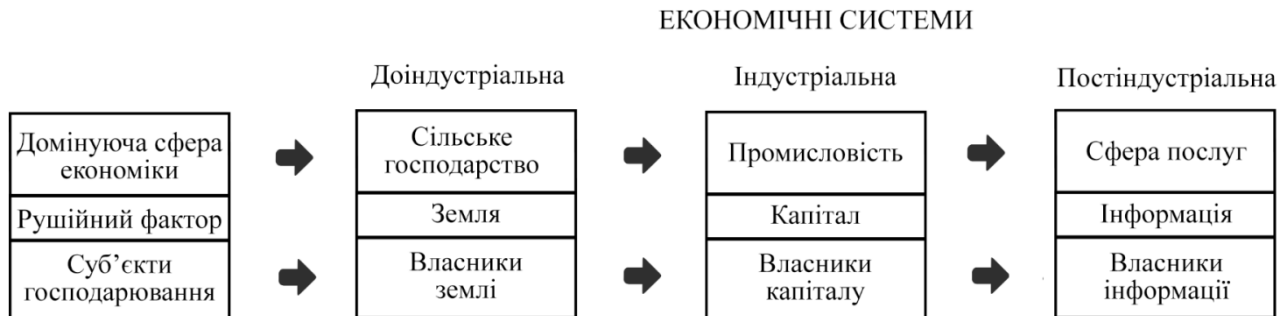 ЕКОНОМІЧНІ СИСТЕМИ
Доіндустріальна
Індустріальна
Постіндустріальна
Домінуюча сфера
економіки
Сільське
господарство
Промисловість
Сфера послуг
Рушійний фактор
Земля
Капітал
Інформація
Суб’єкти
господарювання
Власники
землі
Власники
капіталу
Власники
інформації